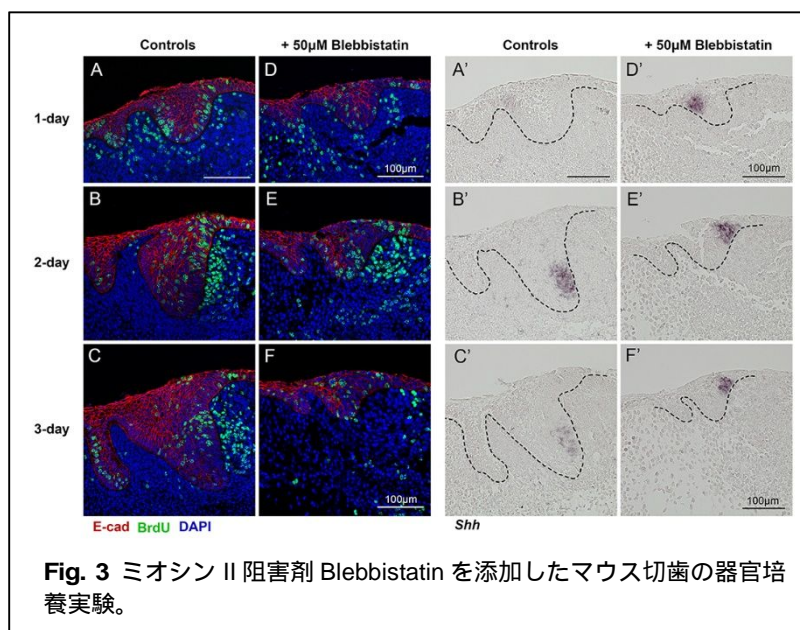 Controls + 50µM Blebbistatin Controls + 50µM Blebbistatin
A D A’ D’
1-day
100µm 100µm
B E B’ E’
2-day
C F C’ F’
3-day
100µm 100µm
E-cad BrdU DAPI Shh
Fig. 3 ミオシン II 阻害剤 Blebbistatin を添加したマウス切歯の器官培
養実験。